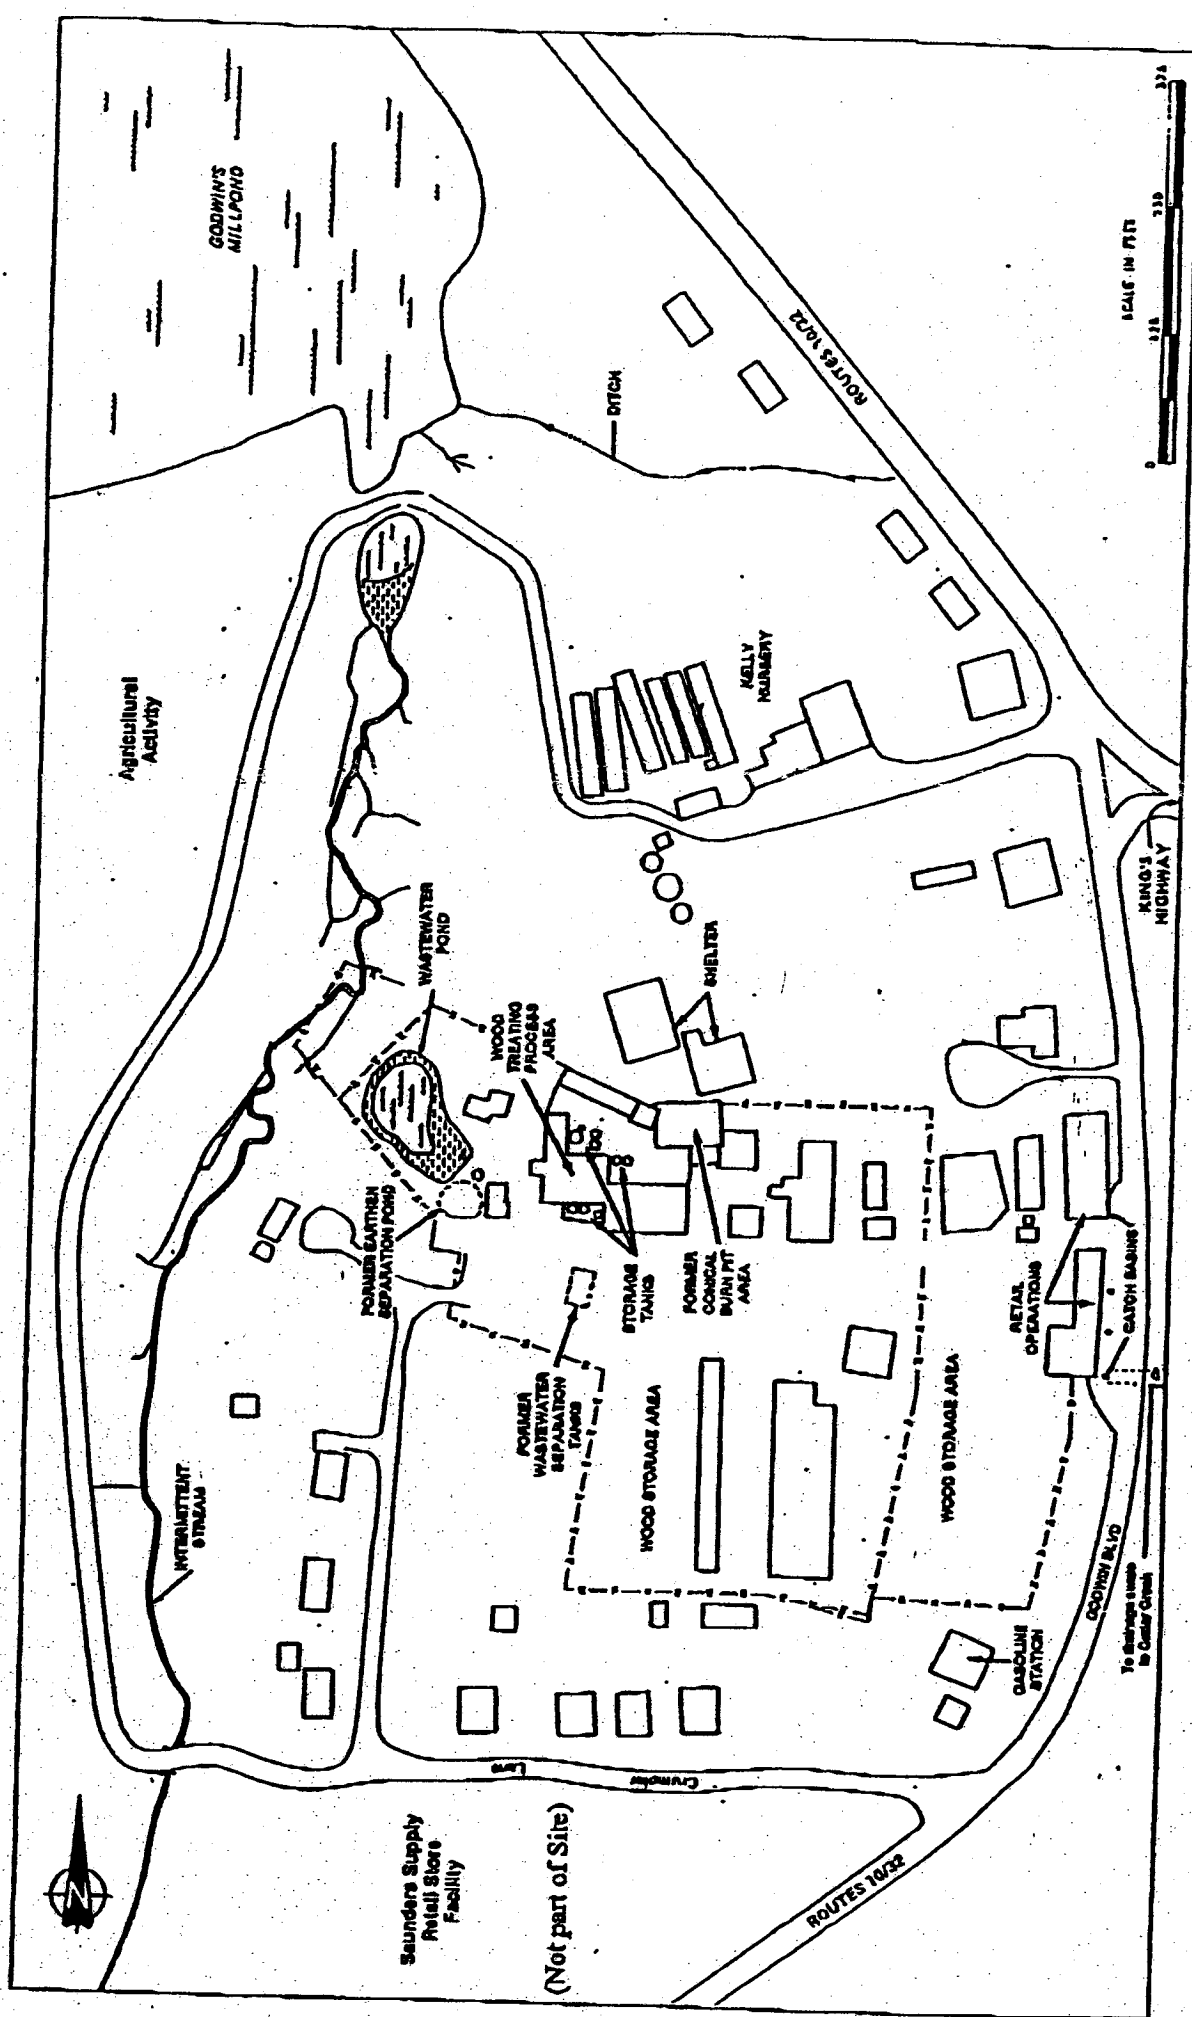 GODWIN'S
MILLPOND
Agricultural
Activity
DITCH
ROUTES 10/32
SCALE IN FEET
0
KELLY
NURSERY
WASTEWATER
POND
WOOD
TREATING
PROCESS
AREA
SHELTER
KING'S
HIGHWAY
FORMER EARTHEN
SEPARATION POND
STORAGE
TANKS
FORMER
CONICAL
BURN PIT
AREA
RETAIL
OPERATIONS
CATCH BASINS
FORMER
WASTEWATER
SEPARATION
TANKS
WOOD STORAGE AREA
WOOD STORAGE AREA
INTERMITTENT
STREAM
GASOLINE
STATION
GODWIN BLVD
To drainage
Crumpler
Lane
ROUTES 10/32
N
Saunders Supply
Retail Store
Facility
(Not part of Site)